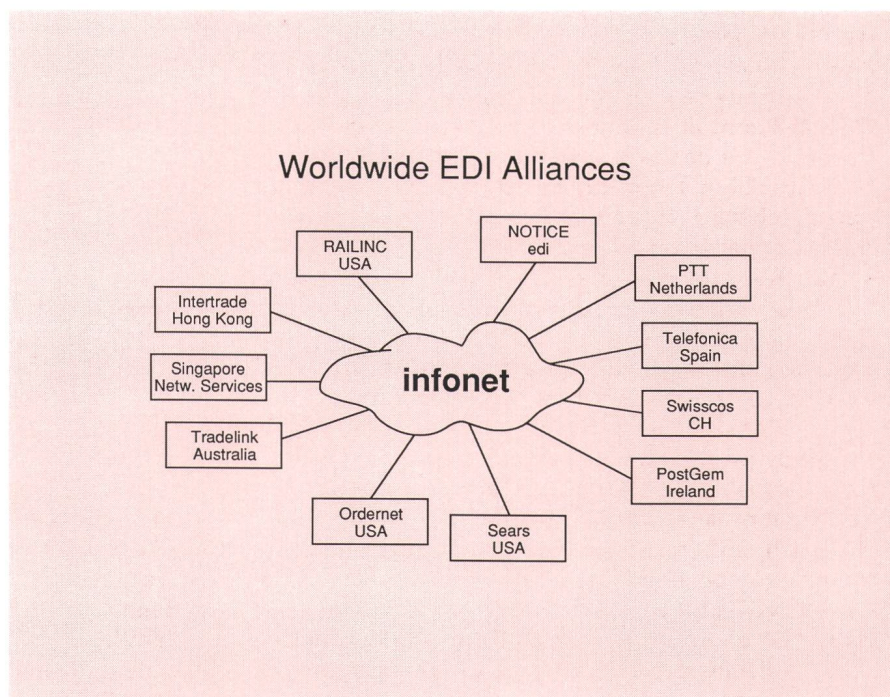 Worldwide EDI Alliances
RAILINC
USA
NOTICE
edi
PTT
Netherlands
Intertrade
Hong Kong
Telefonica
Spain
Singapore
Netw. Services
infonet
Swisscos
CH
Tradelink
Australia
PostGem
Ireland
Ordernet
USA
Sears
USA